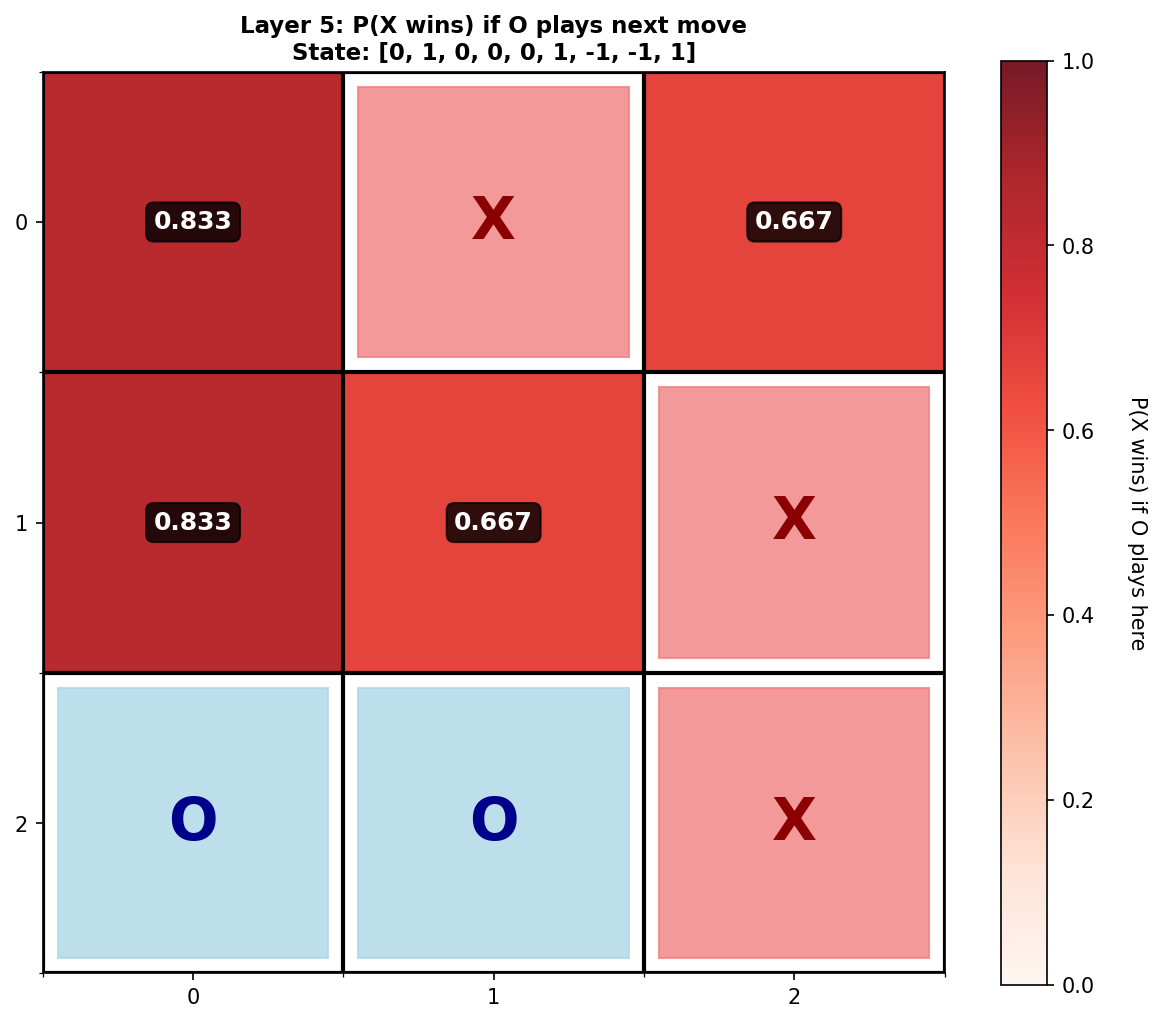 Layer 5: P(X wins) if O plays next move
State: [0, 1, 0, 0, 0, 1, -1, -1, 1]
0
0.833
X
0.667
1
0.833
0.667
X
2
O
O
X
0
1
2
1.0
0.8
0.6
0.4
0.2
0.0
P(X wins) if O plays here